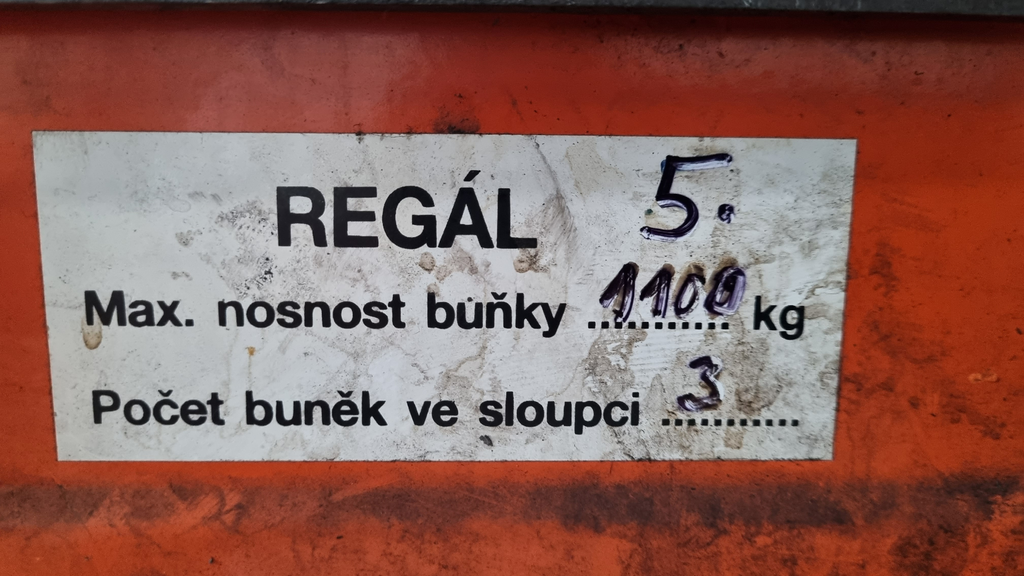 REGÁL 5.
Max. nosnost buňky 1100 kg
Počet buněk ve sloupci 3